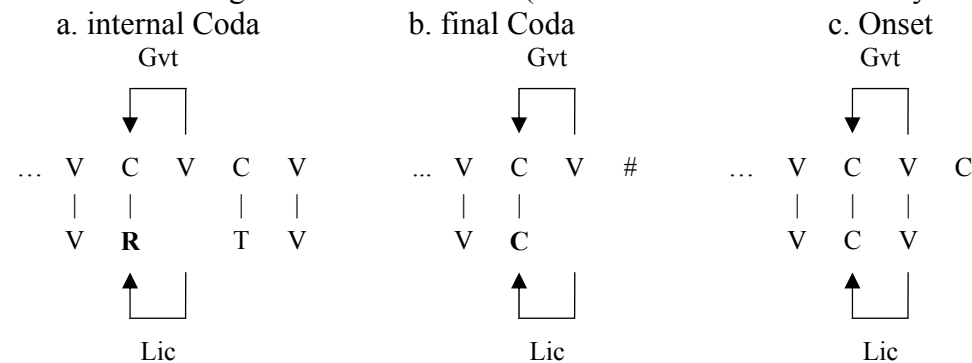 a. internal Coda b. final Coda c. Onset
Gvt Gvt Gvt
… V C V C V ... V C V # … V C V C
| | | | | | | | |
V R T V V C V C V
Lic Lic Lic